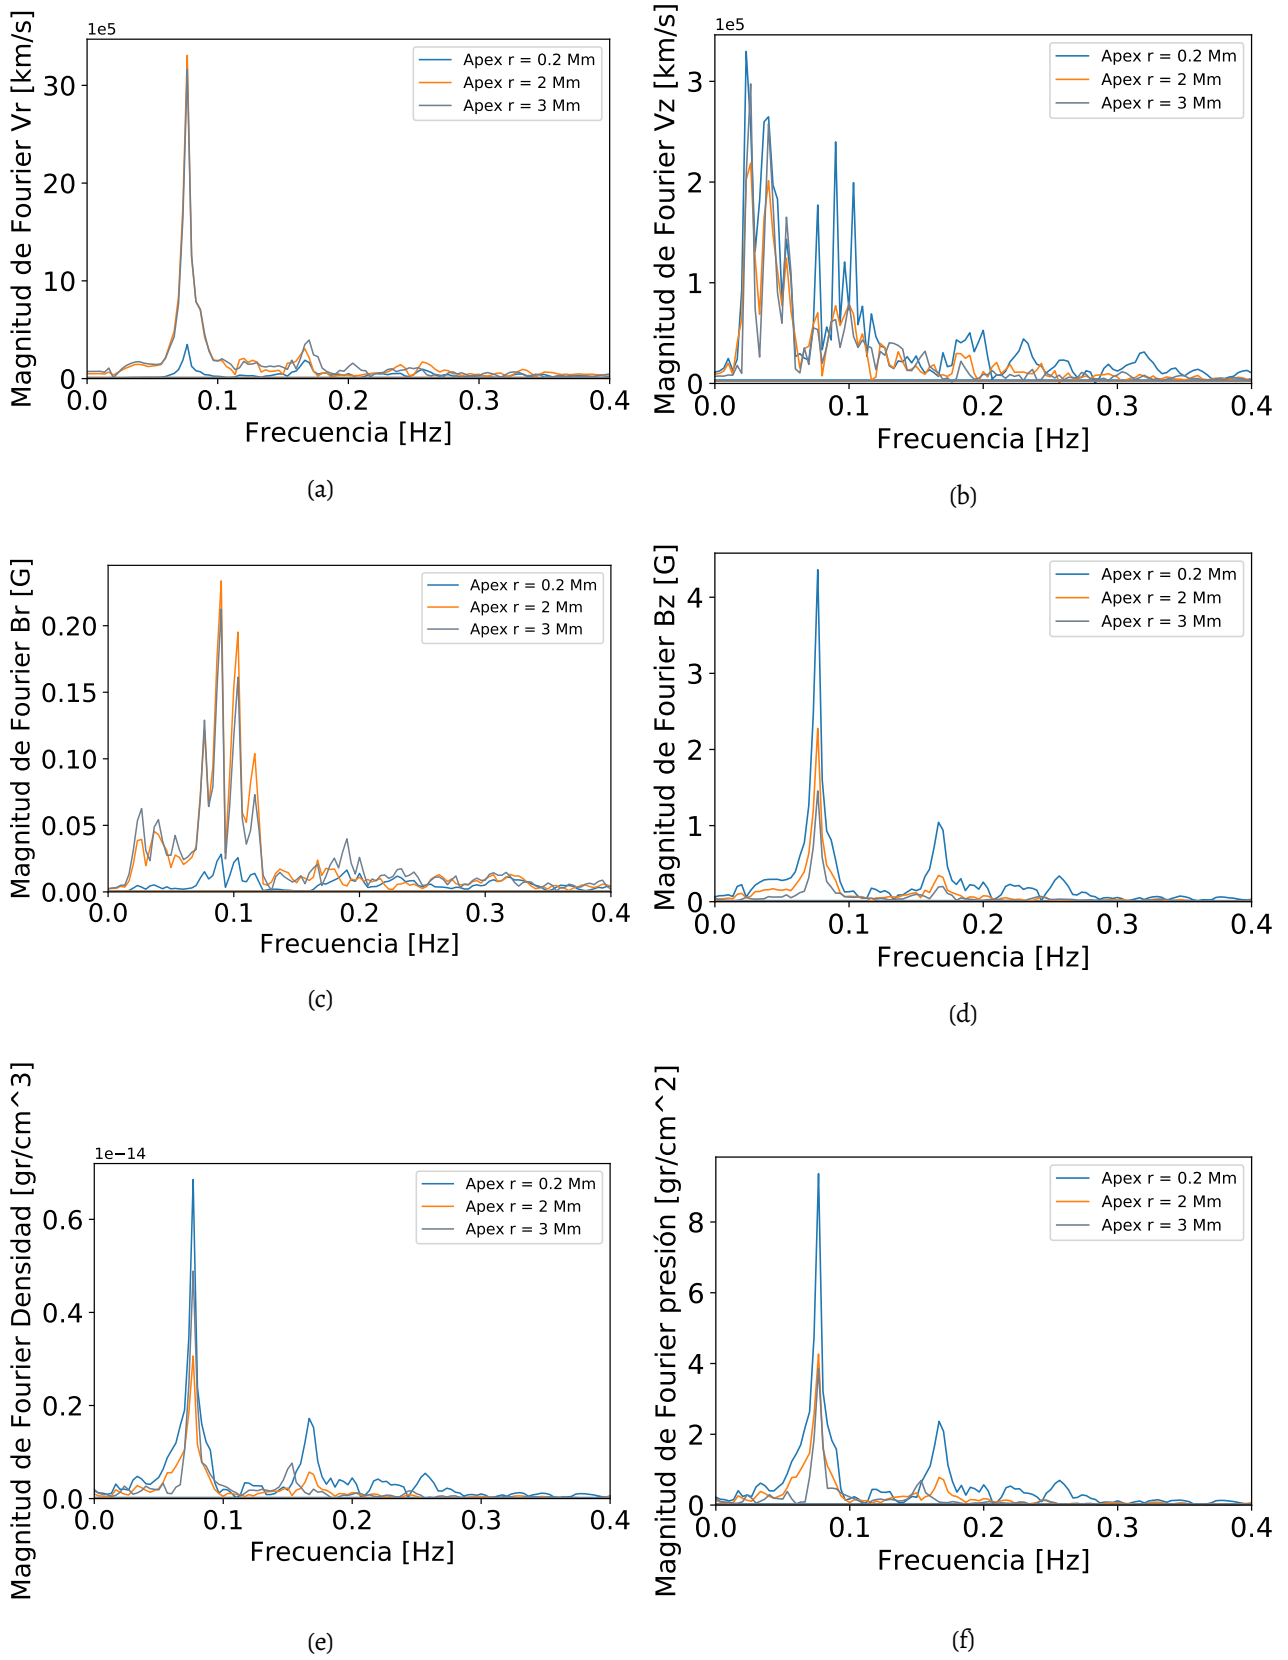 1e5
Magnitud de Fourier Vr [km/s]
30
20
10
0
0.0 0.1 0.2 0.3 0.4
Frecuencia [Hz]
Apex r = 0.2 Mm
Apex r = 2 Mm
Apex r = 3 Mm
(a)
1e5
Magnitud de Fourier Vz [km/s]
3
2
1
0
0.0 0.1 0.2 0.3 0.4
Frecuencia [Hz]
Apex r = 0.2 Mm
Apex r = 2 Mm
Apex r = 3 Mm
(b)
Magnitud de Fourier Br [G]
0.20
0.15
0.10
0.05
0.00
0.0 0.1 0.2 0.3 0.4
Frecuencia [Hz]
Apex r = 0.2 Mm
Apex r = 2 Mm
Apex r = 3 Mm
(c)
Magnitud de Fourier Bz [G]
4
3
2
1
0
0.0 0.1 0.2 0.3 0.4
Frecuencia [Hz]
Apex r = 0.2 Mm
Apex r = 2 Mm
Apex r = 3 Mm
(d)
1e−14
Magnitud de Fourier Densidad [gr/cm^3]
0.6
0.4
0.2
0.0
0.0 0.1 0.2 0.3 0.4
Frecuencia [Hz]
Apex r = 0.2 Mm
Apex r = 2 Mm
Apex r = 3 Mm
(e)
Magnitud de Fourier presión [gr/cm^2]
8
6
4
2
0
0.0 0.1 0.2 0.3 0.4
Frecuencia [Hz]
Apex r = 0.2 Mm
Apex r = 2 Mm
Apex r = 3 Mm
(f)